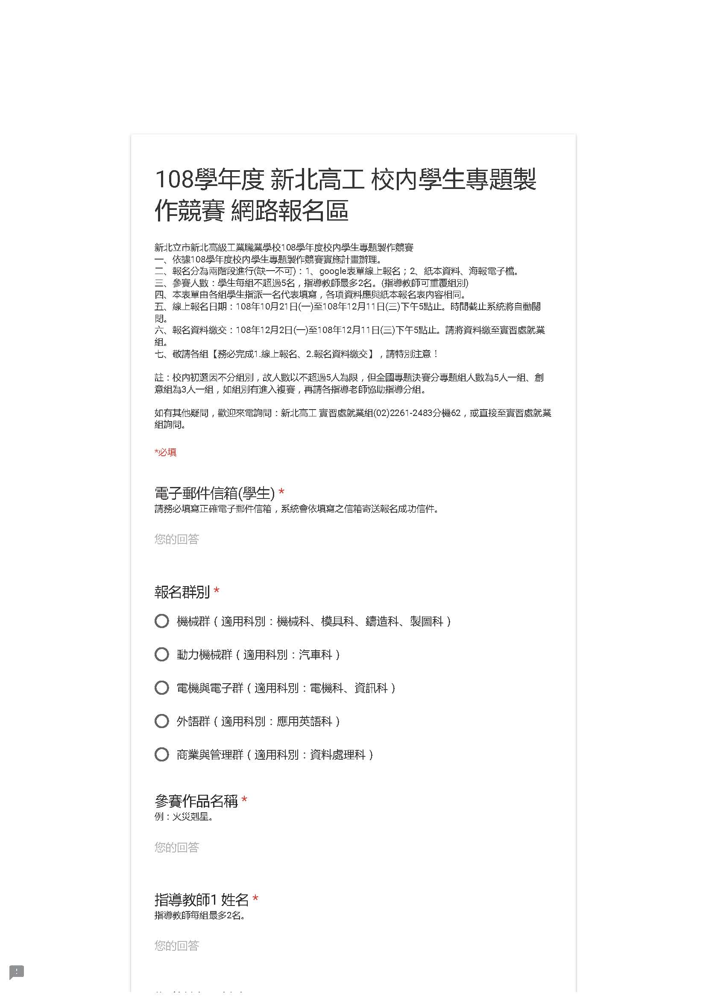 108學年度 新北高工 校內學生專題製
作競賽 網路報名區
新北立市新北高級工業職業學校108學年度校內學生專題製作競賽
一、依據108學年度校內學生專題製作競賽實施計畫辦理。
二、報名分為兩階段進行(缺一不可)：1、google表單線上報名；2、紙本資料、海報電子檔。
三、參賽人數：學生每組不超過5名，指導教師最多2名。(指導教師可重覆組別)
四、本表單由各組學生指派一名代表填寫，各項資料應與紙本報名表內容相同。
五、線上報名日期：108年10月21日(一)至108年12月11日(三)下午5點止。時間截止系統將自動關
閉。
六、報名資料繳交：108年12月2日(一)至108年12月11日(三)下午5點止。請將資料繳至實習處就業
組。
七、敬請各組【務必完成1.線上報名、2.報名資料繳交】，請特別注意！
註：校內初選因不分組別，故人數以不超過5人為限，但全國專題決賽分專題組人數為5人一組、創
意組為3人一組，如組別有進入複賽，再請各指導老師協助指導分組。
如有其他疑問，歡迎來電詢問：新北高工 實習處就業組(02)2261-2483分機62，或直接至實習處就業
組詢問。
*必填
電子郵件信箱(學生) *
請務必填寫正確電子郵件信箱，系統會依填寫之信箱寄送報名成功信件。
您的回答
報名群別 *
機械群（適用科別：機械科、模具科、鑄造科、製圖科）
動力機械群（適用科別：汽車科）
電機與電子群（適用科別：電機科、資訊科）
外語群（適用科別：應用英語科）
商業與管理群（適用科別：資料處理科）
參賽作品名稱 *
例：火災剋星。
您的回答
指導教師1 姓名 *
指導教師每組最多2名。
您的回答